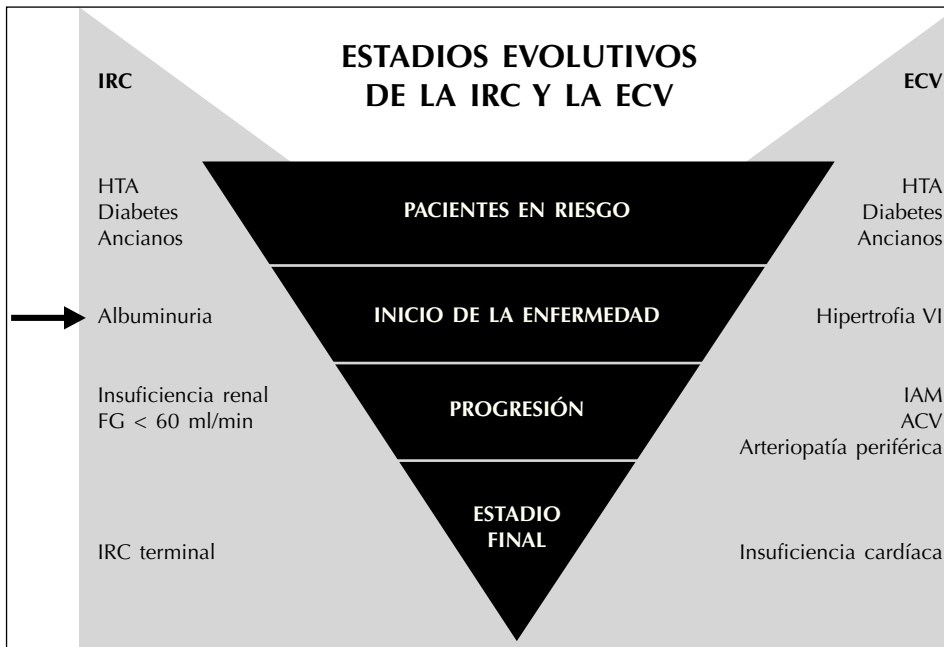 ESTADIOS EVOLUTIVOS
DE LA IRC Y LA ECV
IRC
ECV
HTA
Diabetes
Ancianos
PACIENTES EN RIESGO
HTA
Diabetes
Ancianos
Albuminuria
INICIO DE LA ENFERMEDAD
Hipertrofia VI
Insuficiencia renal
FG < 60 ml/min
PROGRESIÓN
IAM
ACV
Arteriopatía periférica
IRC terminal
ESTADIO
FINAL
Insuficiencia cardíaca